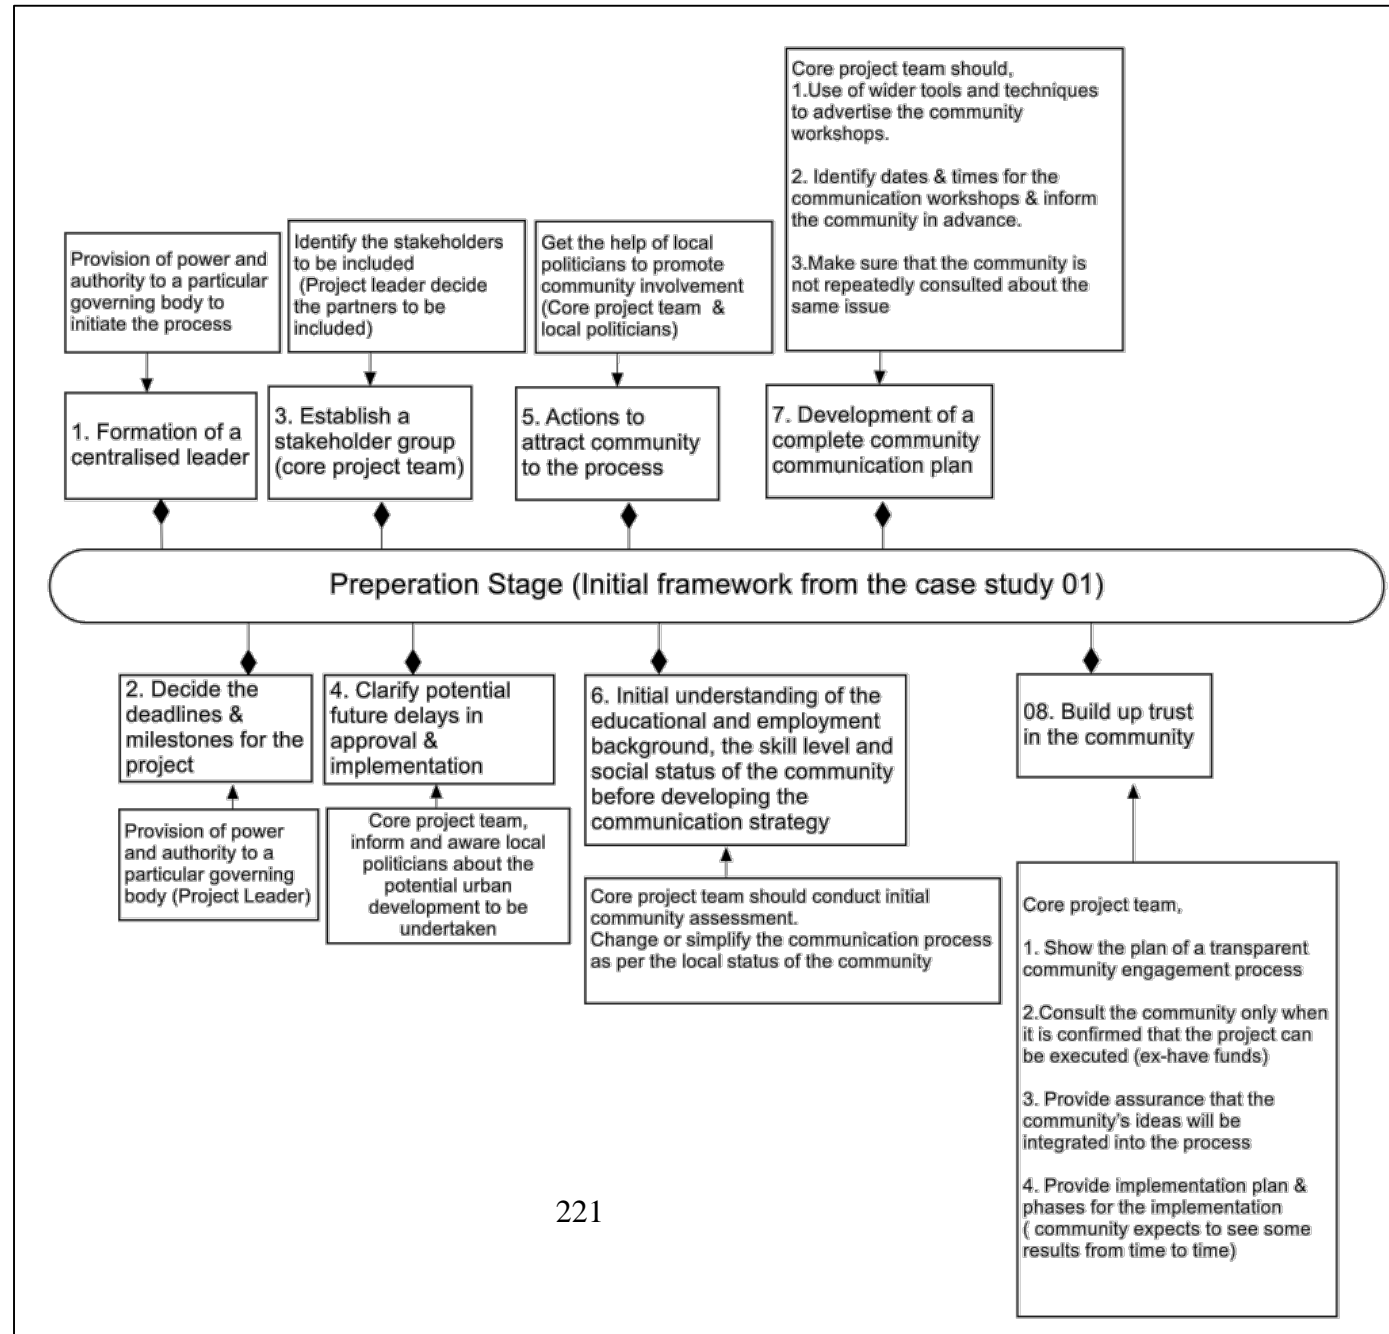 Core project team should,
1.Use of wider tools and techniques
to advertise the community
workshops.
2. Identify dates & times for the
communication workshops & inform
the community in advance.
3.Make sure that the community is
not repeatedly consulted about the
same issue
Provision of power and
authority to a particular
governing body to
initiate the process
Identify the stakeholders
to be included
(Project leader decide
the partners to be
included)
Get the help of local
politicians to promote
community involvement
(Core project team &
local politicians)
1. Formation of a
centralised leader
3. Establish a
stakeholder group
(core project team)
5. Actions to
attract community
to the process
7. Development of a
complete community
communication plan
Preperation Stage (Initial framework from the case study 01)
2. Decide the
deadlines &
milestones for the
project
4. Clarify potential
future delays in
approval &
implementation
6. Initial understanding of the
educational and employment
background, the skill level and
social status of the community
before developing the
communication strategy
08. Build up trust
in the community
Provision of power
and authority to a
particular governing
body (Project Leader)
Core project team,
inform and aware local
politicians about the
potential urban
development to be
undertaken
Core project team should conduct initial
community assessment.
Change or simplify the communication process
as per the local status of the community
Core project team,
1. Show the plan of a transparent
community engagement process
2.Consult the community only when
it is confirmed that the project can
be executed (ex-have funds)
3. Provide assurance that the
community's ideas will be
integrated into the process
4. Provide implementation plan &
phases for the implementation
( community expects to see some
results from time to time)
221